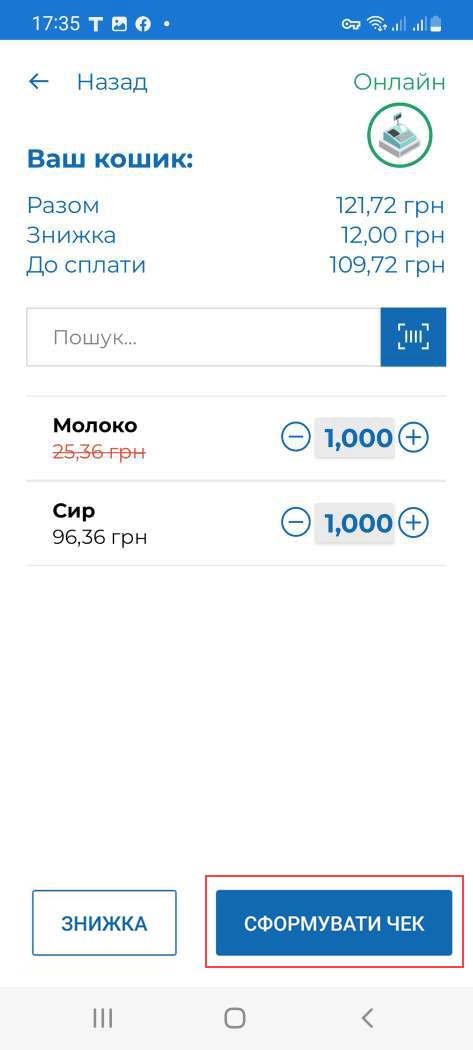 17:35
Назад
Онлайн
Ваш кошик:
Разом 121,72 грн
Знижка 12,00 грн
До сплати 109,72 грн
Пошук...
Молоко
25,36 грн
1,000
Сир
96,36 грн
1,000
ЗНИЖКА
СФОРМУВАТИ ЧЕК